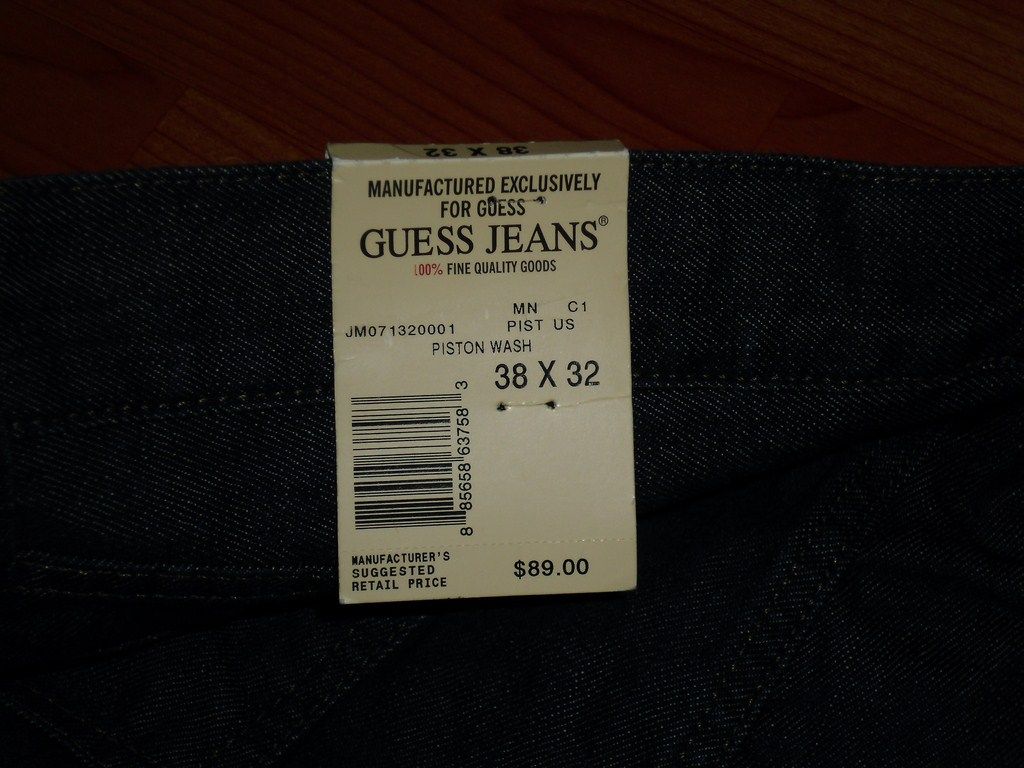 38 X 32
MANUFACTURED EXCLUSIVELY
FOR GUESS
GUESS JEANS®
100% FINE QUALITY GOODS
MN C1
JM071320001 PIST US
PISTON WASH
38 X 32
8 85658 63758 3
MANUFACTURER'S
SUGGESTED
RETAIL PRICE
$89.00